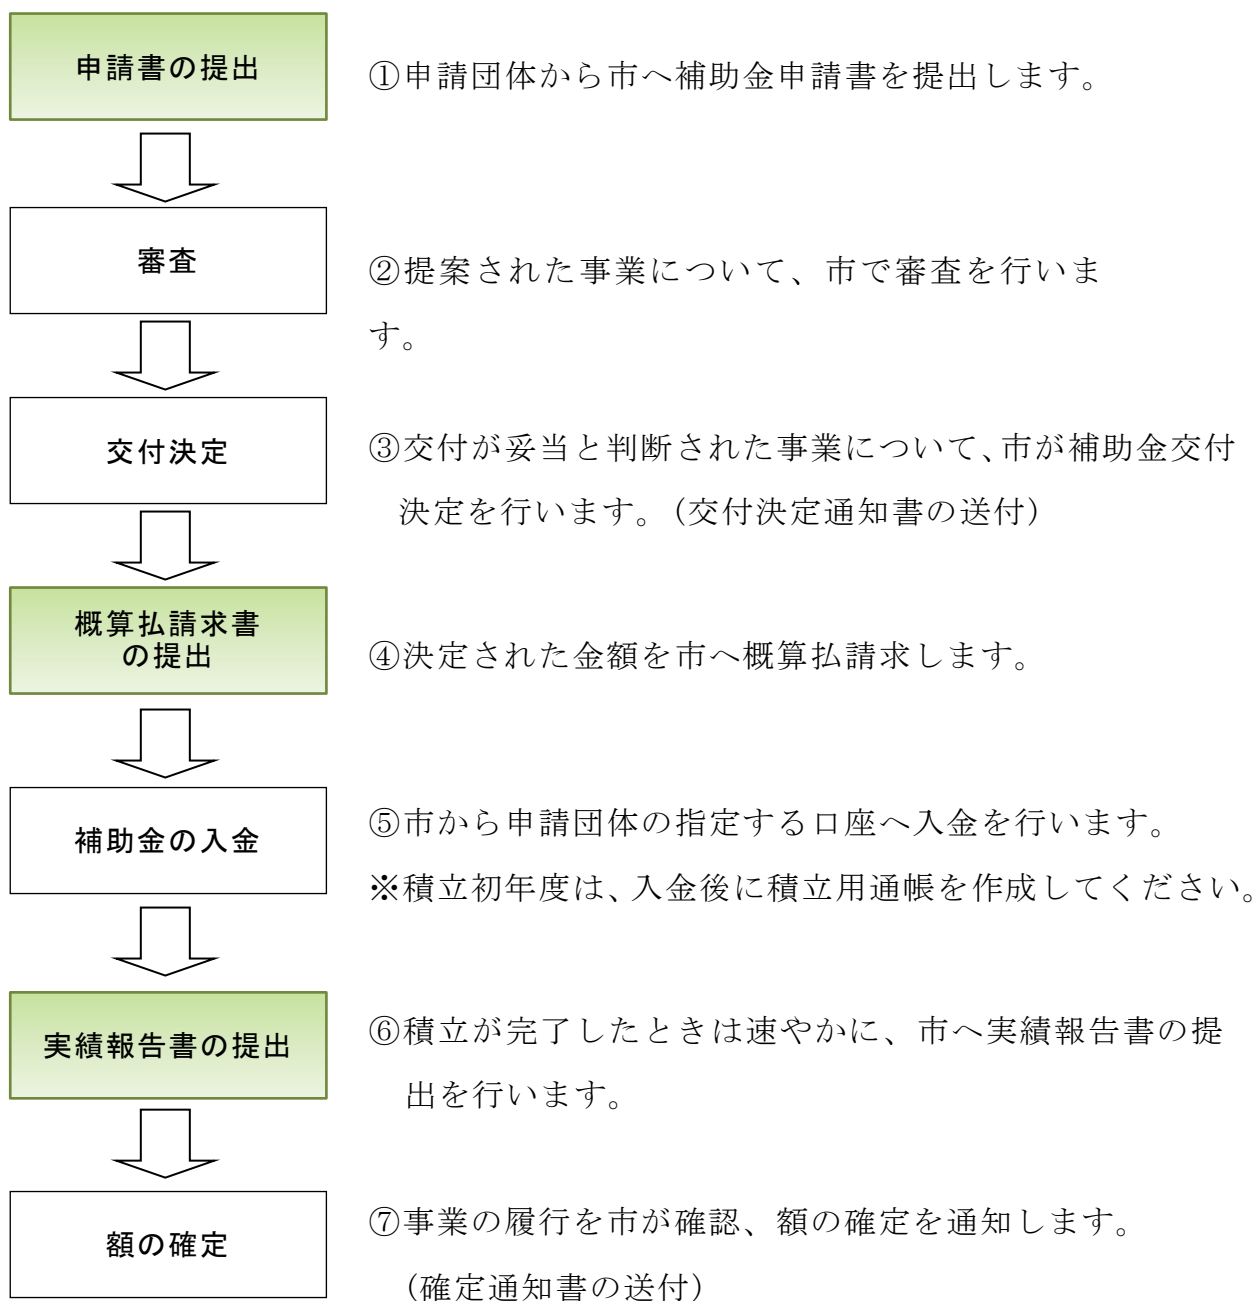 申請書の提出
①申請団体から市へ補助金申請書を提出します。
審査
②提案された事業について、市で審査を行いま
す。
交付決定
③交付が妥当と判断された事業について、市が補助金交付
決定を行います。（交付決定通知書の送付）
概算払請求書
の提出
④決定された金額を市へ概算払請求します。
補助金の入金
⑤市から申請団体の指定する口座へ入金を行います。
※積立初年度は、入金後に積立用通帳を作成してください。
実績報告書の提出
⑥積立が完了したときは速やかに、市へ実績報告書の提
出を行います。
額の確定
⑦事業の履行を市が確認、額の確定を通知します。
（確定通知書の送付）